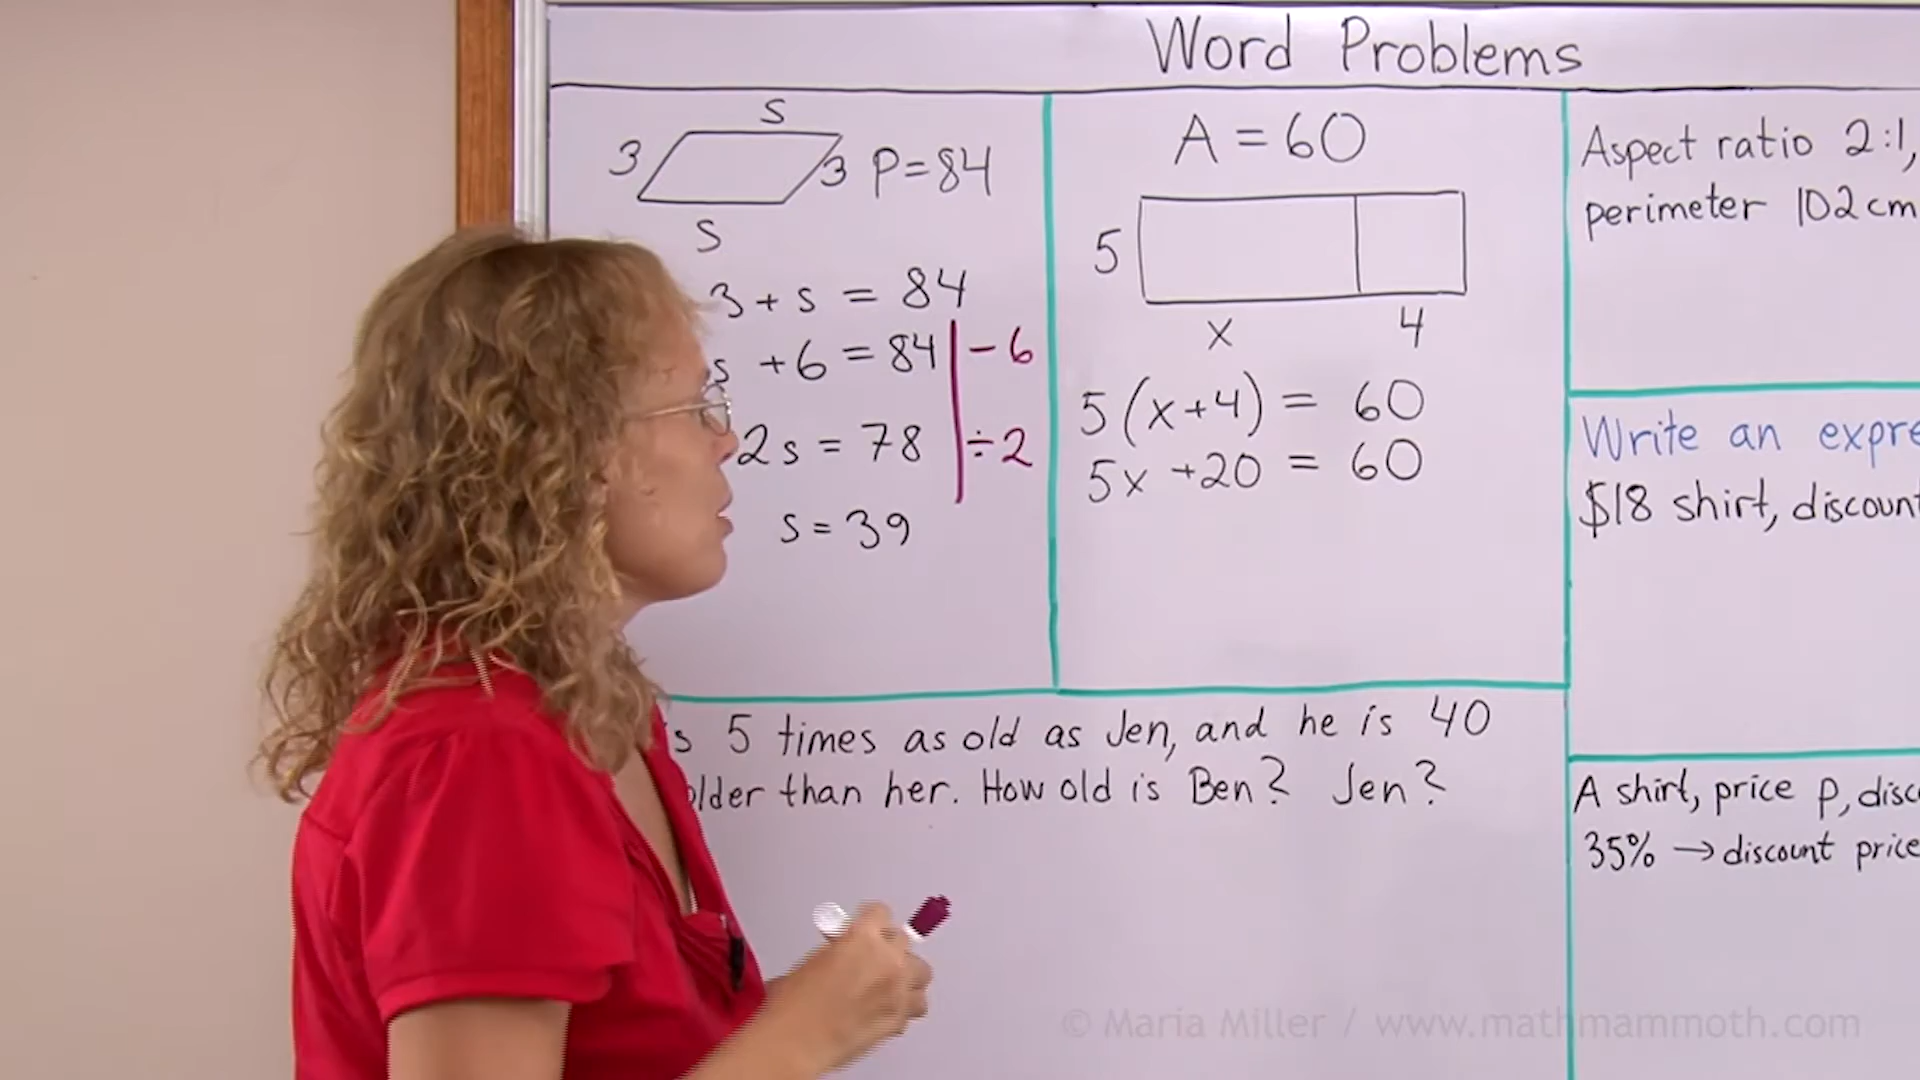 Word Problems
s
3
3 P=84
s
3 + s = 84
s + 6 = 84 | - 6
2s = 78 | ÷ 2
s = 39
A = 60
5
x 4
5(x+4) = 60
5x +20 = 60
Aspect ratio 2:1,
perimeter 102cm
Write an expre
$18 shirt, discount
s 5 times as old as Jen, and he is 40
older than her. How old is Ben? Jen?
A shirt, price p, disc
35% → discount price
© Maria Miller / www.mathmammoth.com